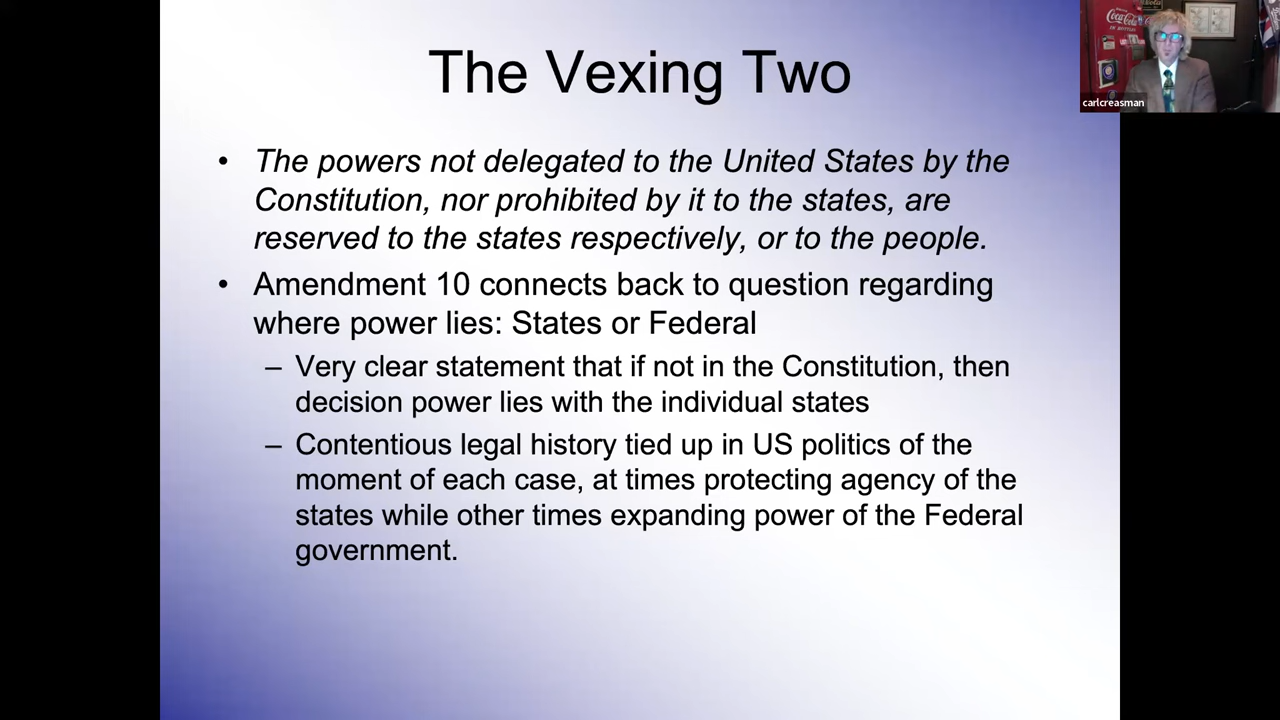 The Vexing Two
• The powers not delegated to the United States by the
Constitution, nor prohibited by it to the states, are
reserved to the states respectively, or to the people.
• Amendment 10 connects back to question regarding
where power lies: States or Federal
– Very clear statement that if not in the Constitution, then
decision power lies with the individual states
– Contentious legal history tied up in US politics of the
moment of each case, at times protecting agency of the
states while other times expanding power of the Federal
government.
Coca-Cola
carlcreasman